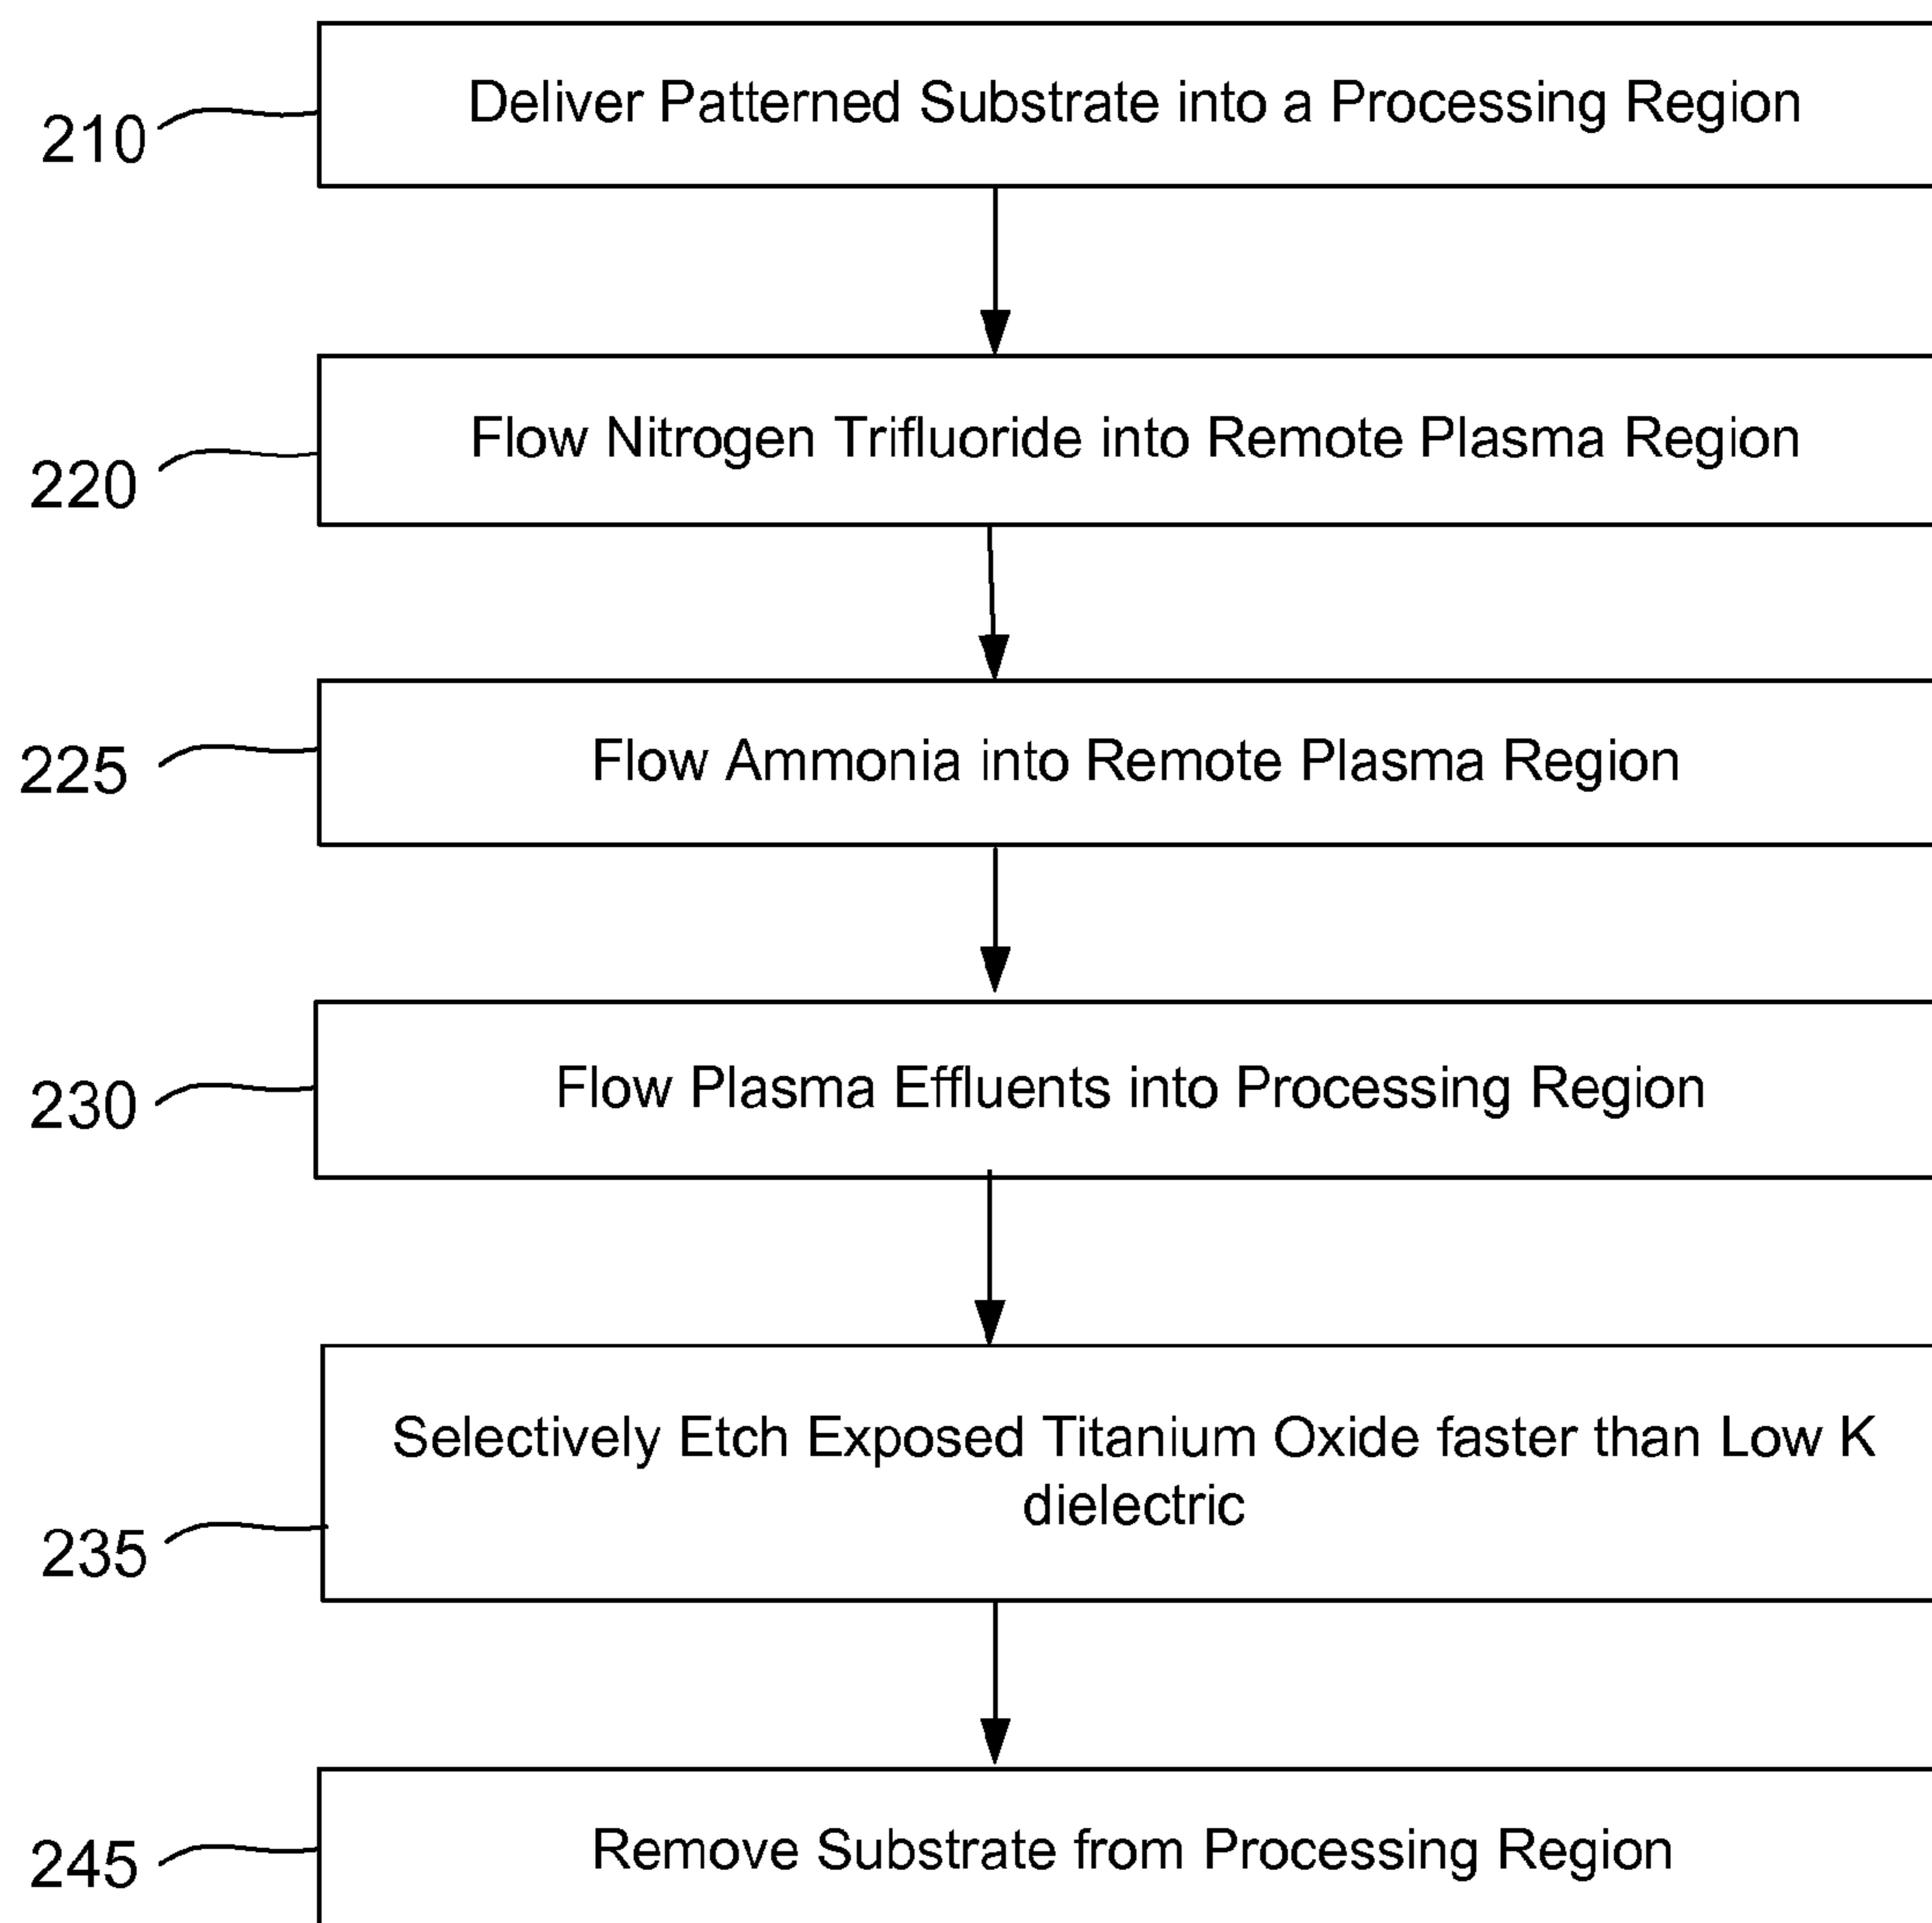 Deliver Patterned Substrate into a Processing Region
210
Flow Nitrogen Trifluoride into Remote Plasma Region
220
Flow Ammonia into Remote Plasma Region
225
Flow Plasma Effluents into Processing Region
230
Selectively Etch Exposed Titanium Oxide faster than Low K
dielectric
235
Remove Substrate from Processing Region
245